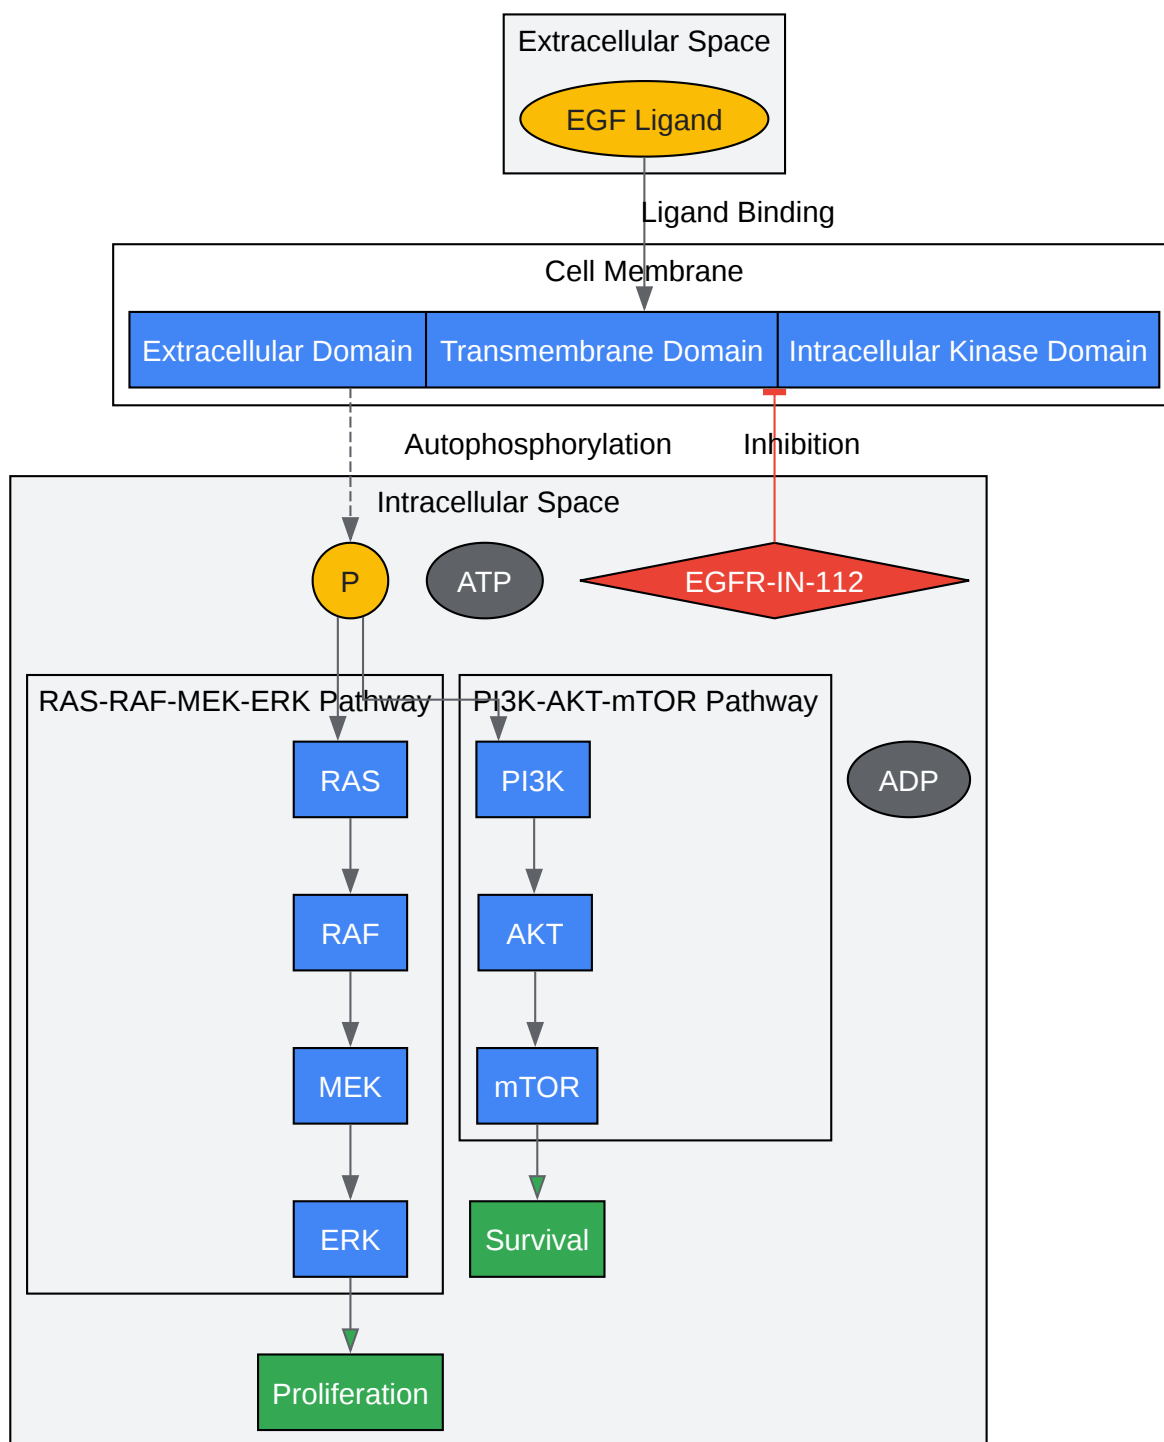 Extracellular Space
EGF Ligand
Ligand Binding
Cell Membrane
Extracellular Domain
Transmembrane Domain
Intracellular Kinase Domain
Autophosphorylation
Inhibition
Intracellular Space
P
ATP
EGFR-IN-112
RAS-RAF-MEK-ERK Pathway
PI3K-AKT-mTOR Pathway
RAS
PI3K
ADP
RAF
AKT
MEK
mTOR
ERK
Survival
Proliferation